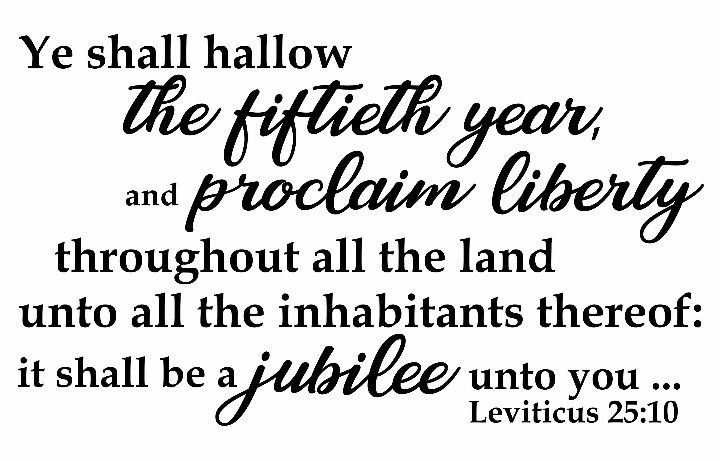 Ye shall hallow
the fiftieth year,
and proclaim liberty
throughout all the land
unto all the inhabitants thereof:
it shall be a jubilee unto you ...
Leviticus 25:10